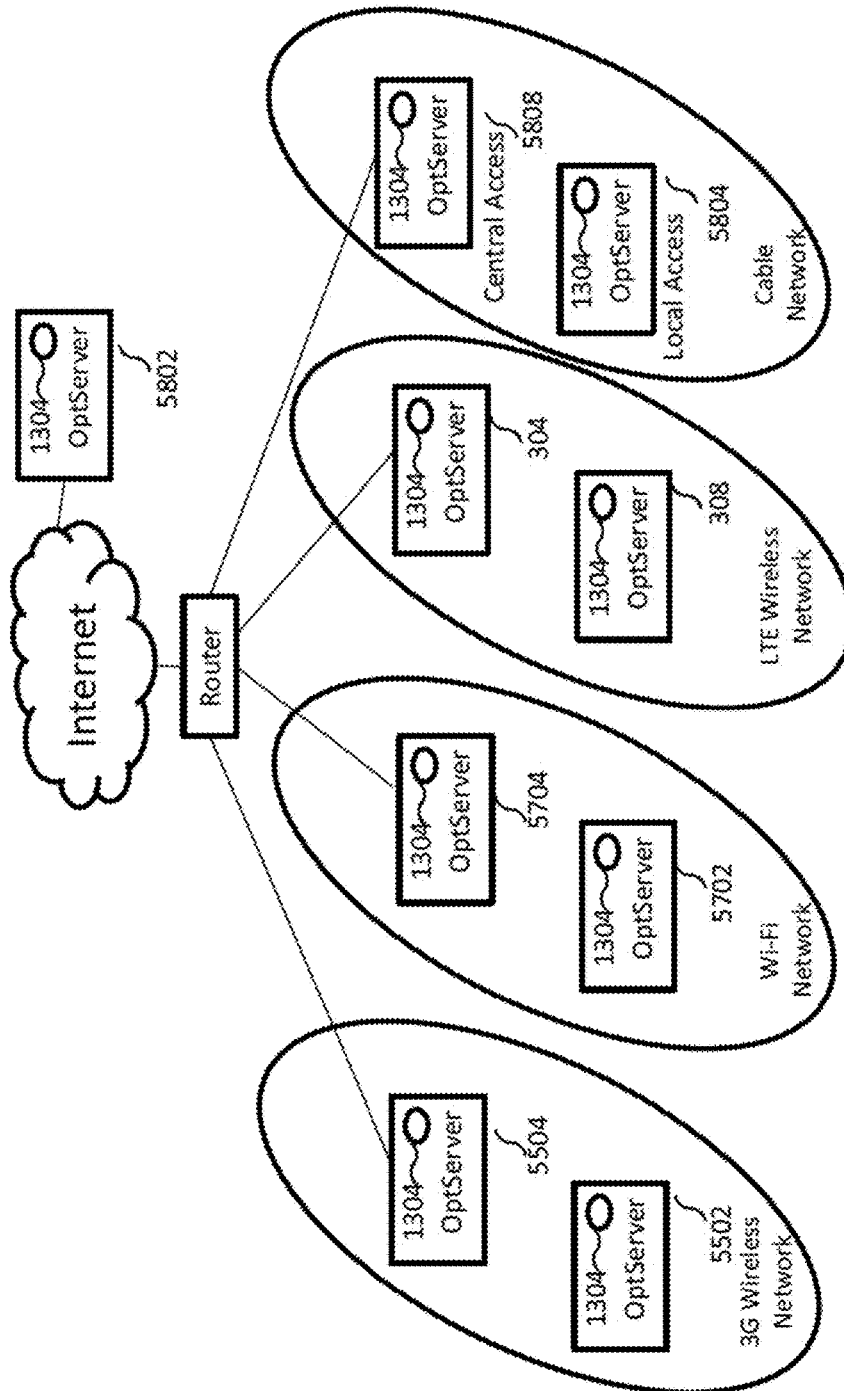 Internet
1304
OptServer
5802
Router
1304
OptServer
5504
1304
OptServer
5502
3G Wireless
Network
1304
OptServer
5704
1304
OptServer
5702
Wi-Fi
Network
1304
OptServer
304
1304
OptServer
308
LTE Wireless
Network
1304
OptServer
Central Access
5808
1304
OptServer
Local Access
5804
Cable
Network